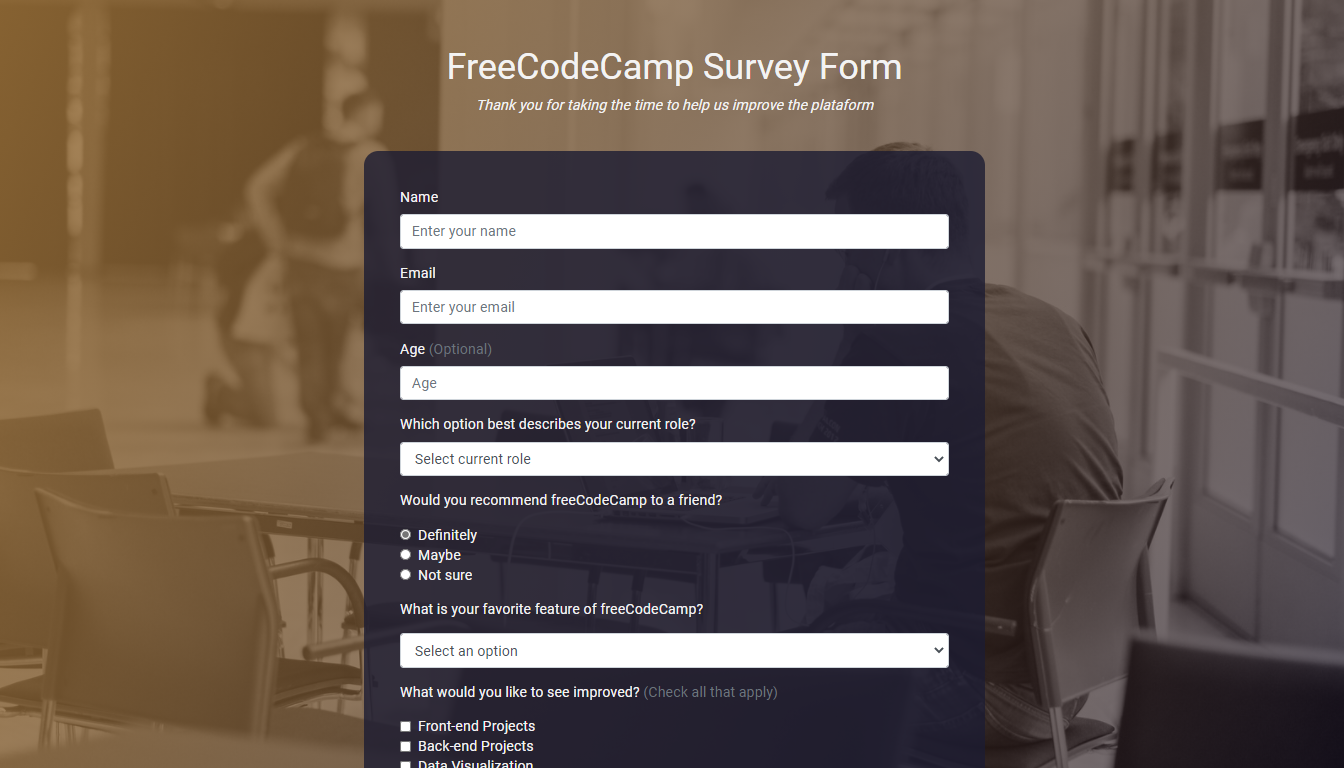 FreeCodeCamp Survey Form
Thank you for taking the time to help us improve the plataform
Name
Enter your name
Email
Enter your email
Age (Optional)
Age
Which option best describes your current role?
Select current role
Would you recommend freeCodeCamp to a friend?
Definitely
Maybe
Not sure
What is your favorite feature of freeCodeCamp?
Select an option
What would you like to see improved? (Check all that apply)
Front-end Projects
Back-end Projects
Data Visualization